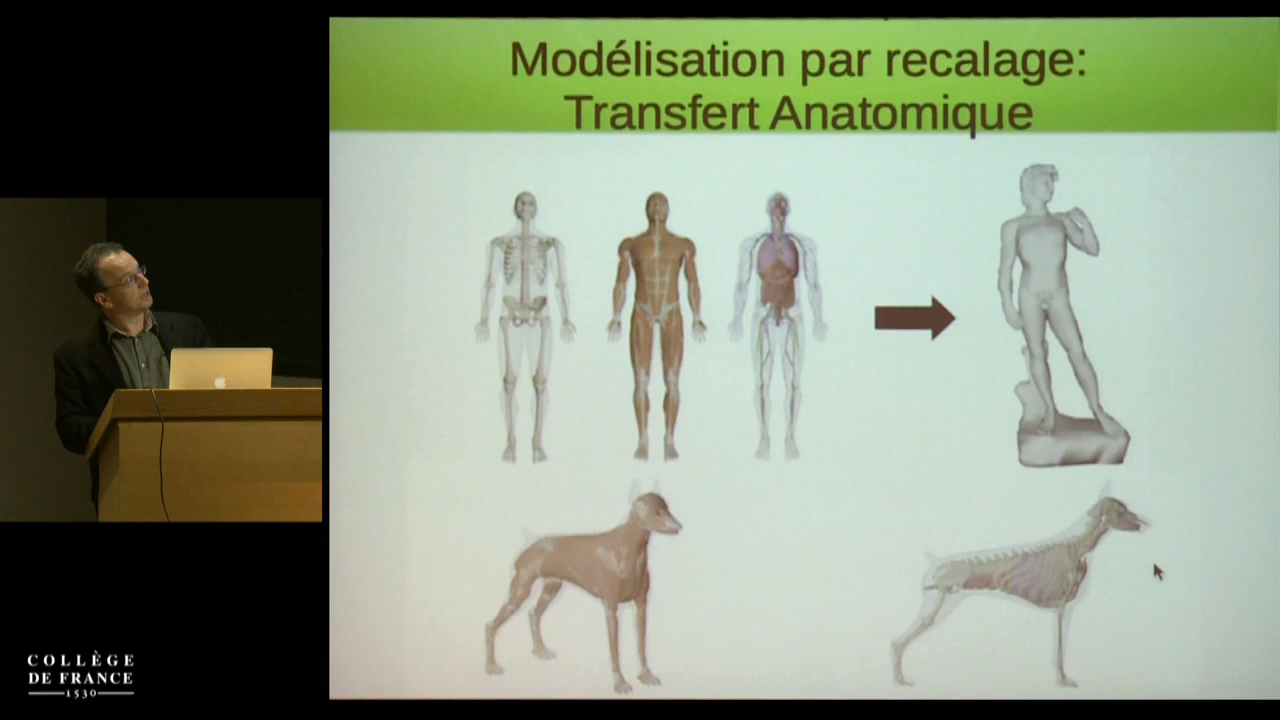 Modélisation par recalage:
Transfert Anatomique
COLLÈGE
DE FRANCE
1530